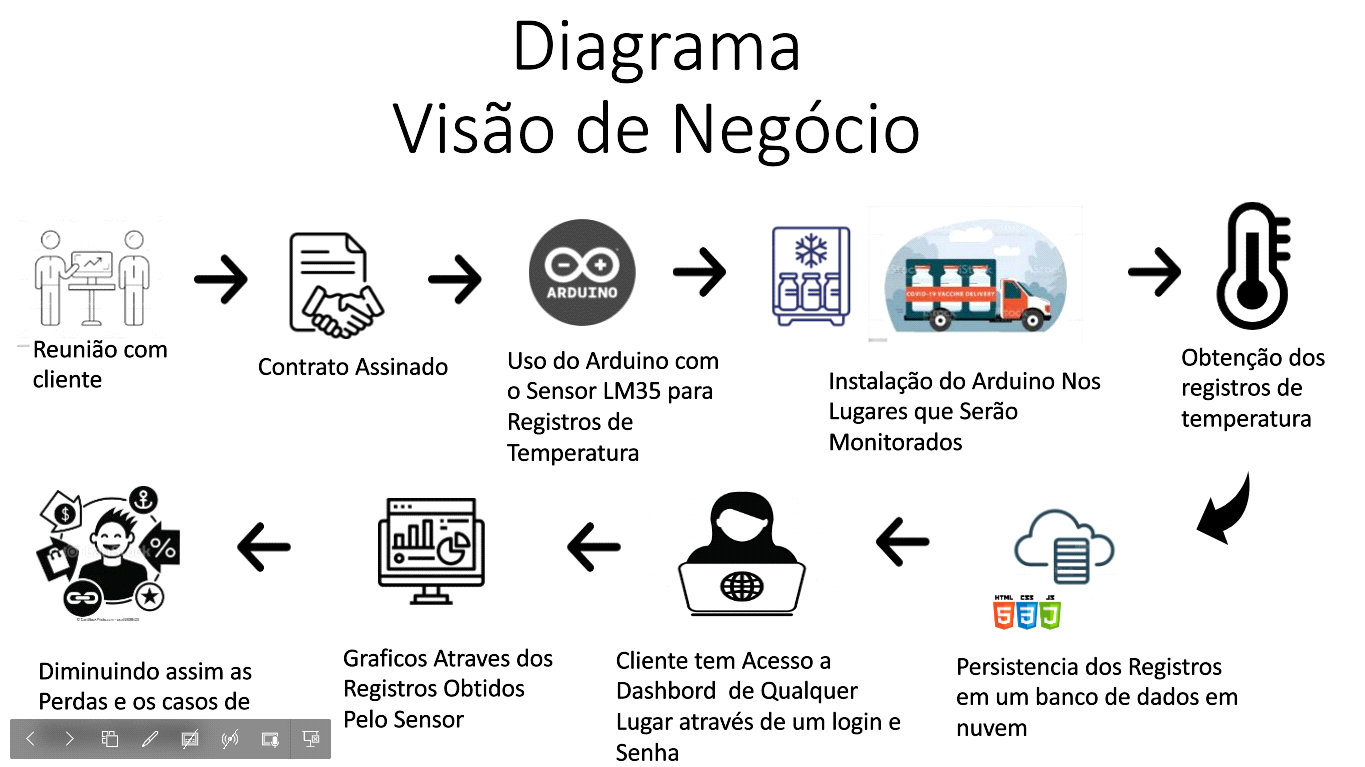 Diagrama
Visão de Negócio
ARDUINO
COVID-19 VACCINE DELIVERY
Reunião com
cliente
Contrato Assinado
Uso do Arduino com
o Sensor LM35 para
Registros de
Temperatura
Instalação do Arduino Nos
Lugares que Serão
Monitorados
Obtenção dos
registros de
temperatura
HTML CSS JS
5 3
Diminuindo assim as
Perdas e os casos de
Graficos Atraves dos
Registros Obtidos
Pelo Sensor
Cliente tem Acesso a
Dashbord de Qualquer
Lugar através de um login e
Senha
Persistencia dos Registros
em um banco de dados em
nuvem